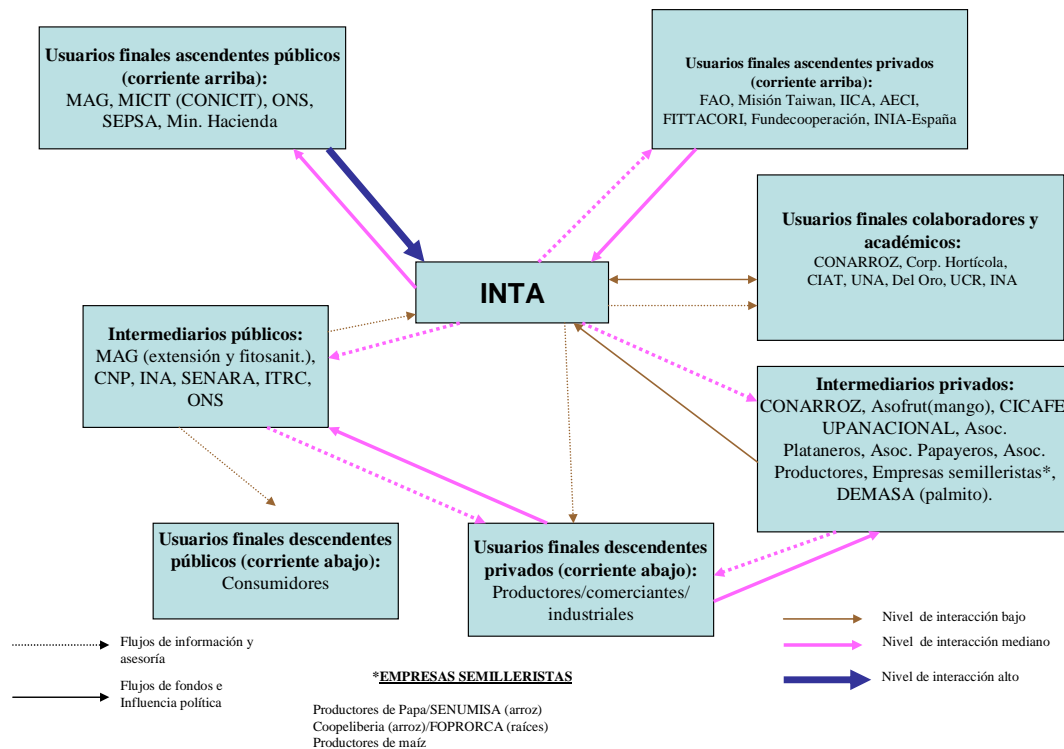 Usuarios finales ascendentes públicos
(corriente arriba):
MAG, MICIT (CONICIT), ONS,
SEPSA, Min. Hacienda
Usuarios finales ascendentes privados
(corriente arriba):
FAO, Misión Taiwan, IICA, AECI,
FITTACORI, Fundecooperación, INIA-España
Usuarios finales colaboradores y
académicos:
CONARROZ, Corp. Hortícola,
CIAT, UNA, Del Oro, UCR, INA
INTA
Intermediarios públicos:
MAG (extensión y fitosanit.),
CNP, INA, SENARA, ITRC,
ONS
Intermediarios privados:
CONARROZ, Asofrut(mango), CICAFE
UPANACIONAL, Asoc.
Plataneros, Asoc. Papayeros, Asoc.
Productores, Empresas semilleristas*,
DEMASA (palmito).
Usuarios finales descendentes
públicos (corriente abajo):
Consumidores
Usuarios finales descendentes
privados (corriente abajo):
Productores/comerciantes/
industriales
Flujos de información y
asesoría
Flujos de fondos e
Influencia política
Nivel de interacción bajo
Nivel de interacción mediano
Nivel de interacción alto
*EMPRESAS SEMILLERISTAS
Productores de Papa/SENUMISA (arroz)
Coopeliberia (arroz)/FOPRORCA (raíces)
Productores de maíz